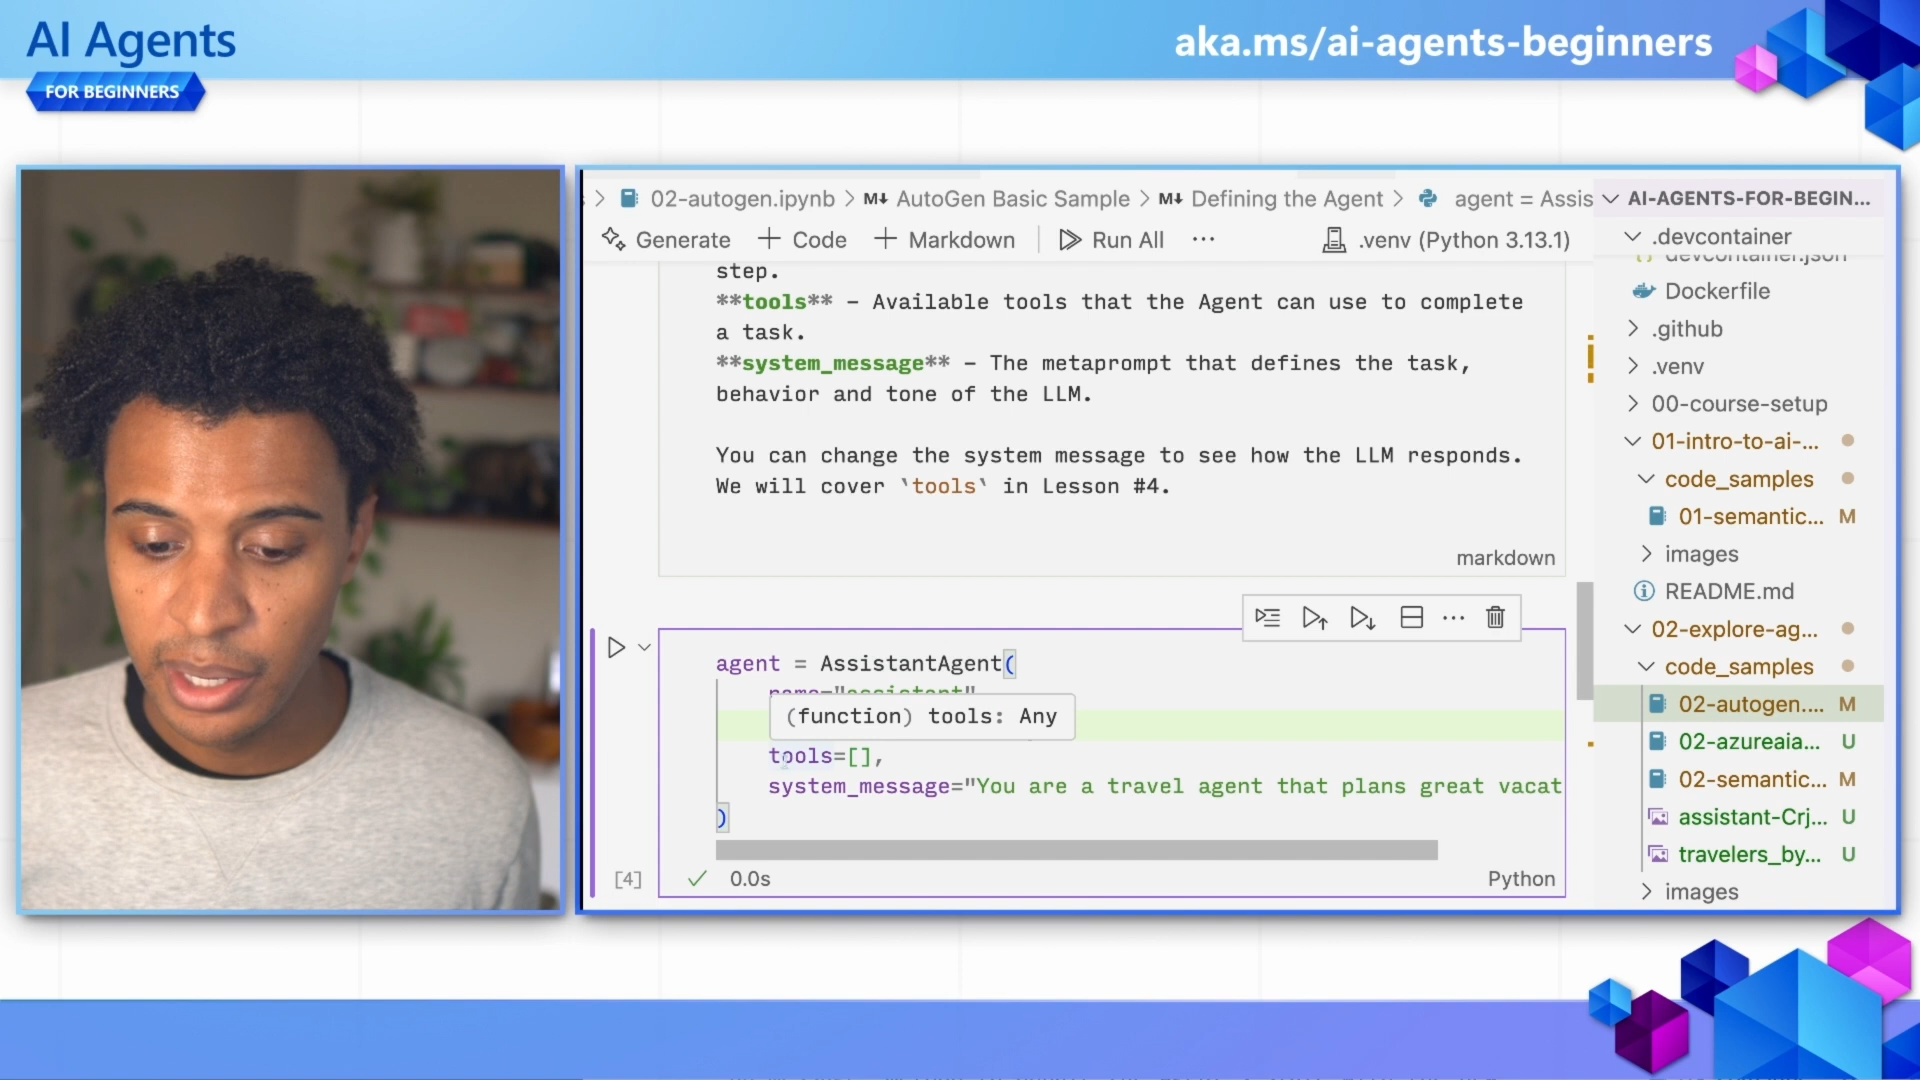 AI Agents
FOR BEGINNERS
aka.ms/ai-agents-beginners
02-autogen.ipynb > M↓ AutoGen Basic Sample > M↓ Defining the Agent > agent = Assis
Generate + Code + Markdown | Run All ... .venv (Python 3.13.1)
step.
**tools** – Available tools that the Agent can use to complete
a task.
**system_message** – The metaprompt that defines the task,
behavior and tone of the LLM.
You can change the system message to see how the LLM responds.
We will cover `tools` in Lesson #4.
markdown
agent = AssistantAgent(
name="assistant"
(function) tools: Any
tools=[],
system_message="You are a travel agent that plans great vacat
)
[4]
0.0s
Python
AI-AGENTS-FOR-BEGIN...
.devcontainer
devcontainer.json
Dockerfile
.github
.venv
00-course-setup
01-intro-to-ai-...
code_samples
01-semantic... M
images
README.md
02-explore-ag...
code_samples
02-autogen.... M
02-azureaia... U
02-semantic... M
assistant-Crj... U
travelers_by... U
images